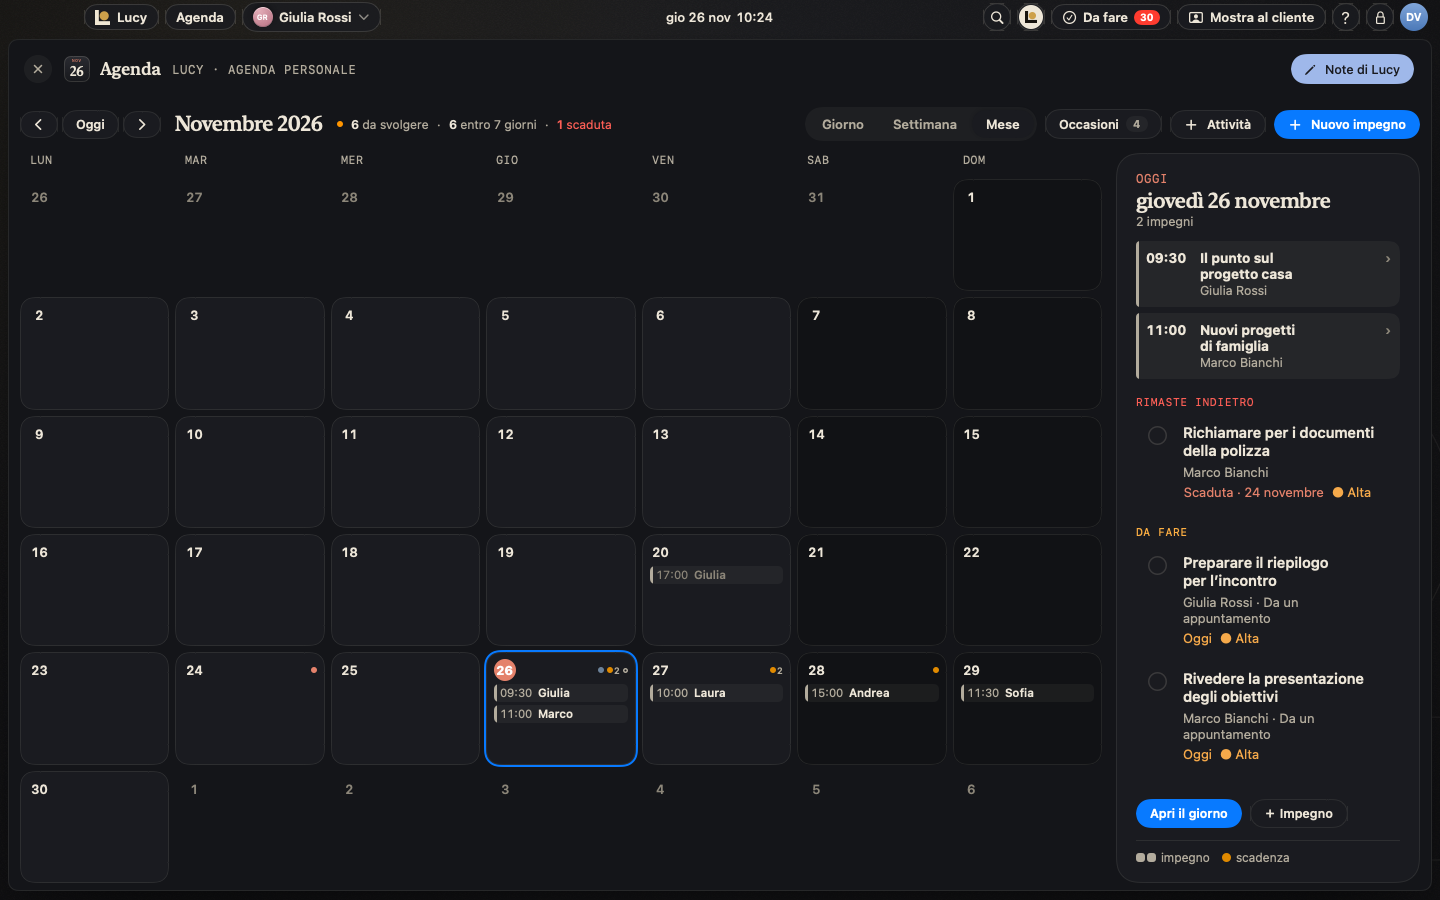 Lucy
Agenda
GR Giulia Rossi
gio 26 nov 10:24
Da fare 30
Mostra al cliente
?
DV
NOV
26
Agenda
LUCY · AGENDA PERSONALE
Note di Lucy
Oggi
Novembre 2026
6 da svolgere · 6 entro 7 giorni · 1 scaduta
Giorno
Settimana
Mese
Occasioni 4
+ Attività
+ Nuovo impegno
LUN MAR MER GIO VEN SAB DOM
26 27 28 29 30 31 1
2 3 4 5 6 7 8
9 10 11 12 13 14 15
16 17 18 19 20 21 22
17:00 Giulia
23 24 25 26 2 27 2 28 29
09:30 Giulia
11:00 Marco
10:00 Laura
15:00 Andrea
11:30 Sofia
30 1 2 3 4 5 6
OGGI
giovedì 26 novembre
2 impegni
09:30 Il punto sul
progetto casa
Giulia Rossi
11:00 Nuovi progetti
di famiglia
Marco Bianchi
RIMASTE INDIETRO
Richiamare per i documenti
della polizza
Marco Bianchi
Scaduta · 24 novembre Alta
DA FARE
Preparare il riepilogo
per l’incontro
Giulia Rossi · Da un
appuntamento
Oggi Alta
Rivedere la presentazione
degli obiettivi
Marco Bianchi · Da un
appuntamento
Oggi Alta
Apri il giorno
+ Impegno
impegno scadenza